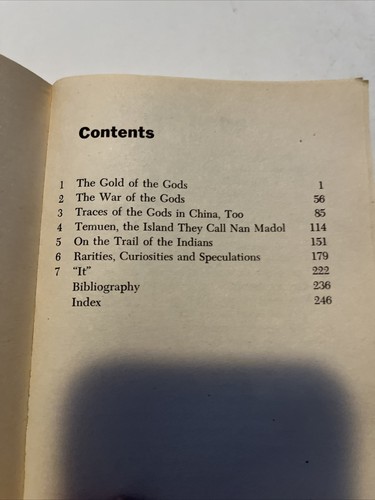 Contents
1 The Gold of the Gods 1
2 The War of the Gods 56
3 Traces of the Gods in China, Too 85
4 Temuen, the Island They Call Nan Madol 114
5 On the Trail of the Indians 151
6 Rarities, Curiosities and Speculations 179
7 "It" 222
Bibliography 236
Index 246